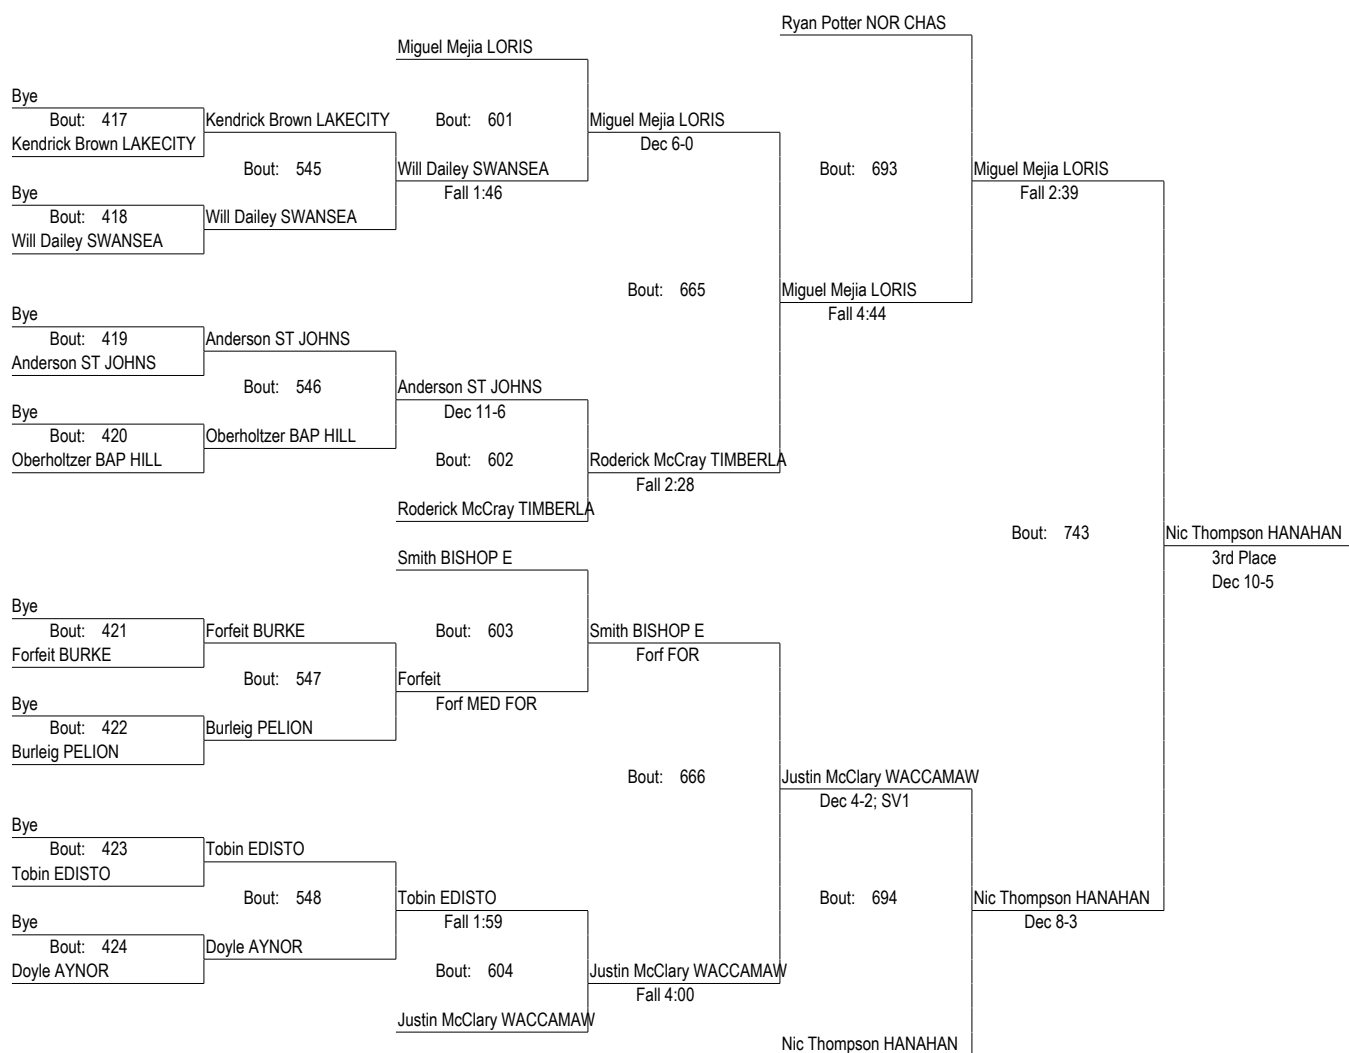 Ryan Potter NOR CHAS
Miguel Mejia LORIS
Bye
Bout: 417
Kendrick Brown LAKECITY
Bout: 601
Miguel Mejia LORIS
Kendrick Brown LAKECITY
Dec 6-0
Bout: 545
Will Dailey SWANSEA
Bout: 693
Miguel Mejia LORIS
Bye
Fall 1:46
Fall 2:39
Bout: 418
Will Dailey SWANSEA
Will Dailey SWANSEA
Bout: 665
Miguel Mejia LORIS
Bye
Fall 4:44
Bout: 419
Anderson ST JOHNS
Anderson ST JOHNS
Bout: 546
Anderson ST JOHNS
Bye
Dec 11-6
Bout: 420
Oberholtzer BAP HILL
Oberholtzer BAP HILL
Bout: 602
Roderick McCray TIMBERLA
Fall 2:28
Roderick McCray TIMBERLA
Bout: 743
Nic Thompson HANAHAN
Smith BISHOP E
3rd Place
Dec 10-5
Bye
Bout: 421
Forfeit BURKE
Bout: 603
Smith BISHOP E
Forfeit BURKE
Forf FOR
Bout: 547
Forfeit
Bye
Forf MED FOR
Bout: 422
Burleig PELION
Burleig PELION
Bout: 666
Justin McClary WACCAMAW
Dec 4-2; SV1
Bye
Bout: 423
Tobin EDISTO
Tobin EDISTO
Bout: 548
Tobin EDISTO
Bout: 694
Nic Thompson HANAHAN
Bye
Fall 1:59
Dec 8-3
Bout: 424
Doyle AYNOR
Doyle AYNOR
Bout: 604
Justin McClary WACCAMAW
Fall 4:00
Justin McClary WACCAMAW
Nic Thompson HANAHAN